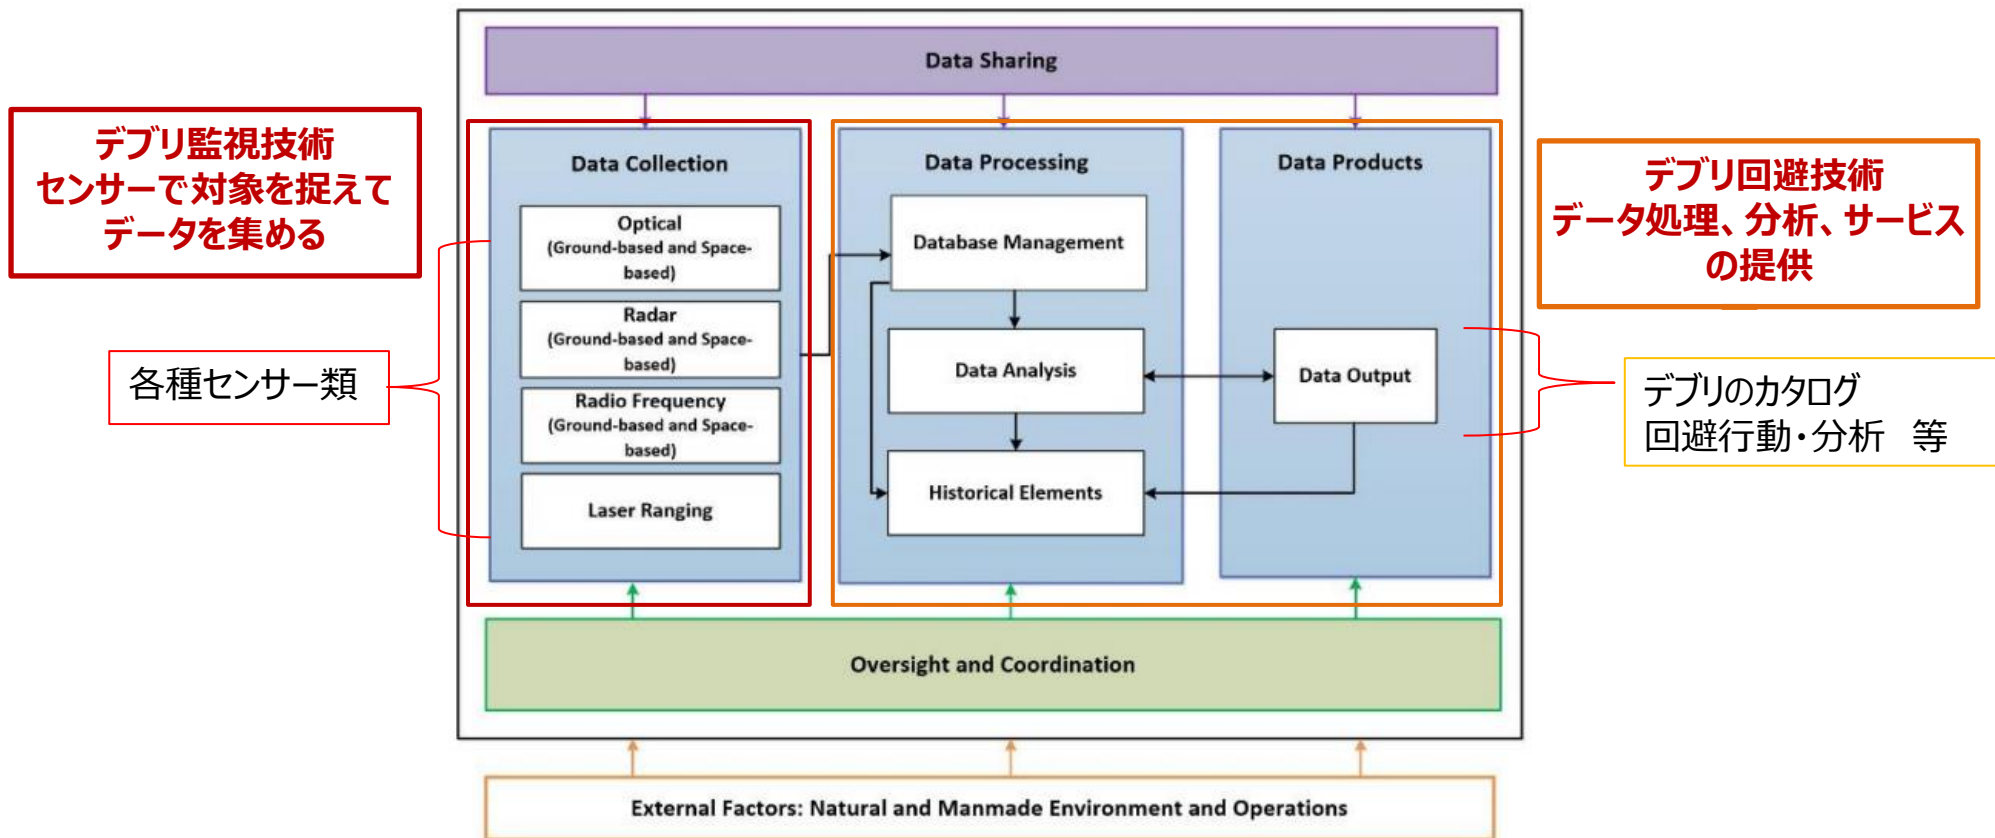 Data Sharing
デブリ監視技術
センサーで対象を捉えて
データを集める
各種センサー類
Data Collection
Optical
(Ground-based and Space-
based)
Radar
(Ground-based and Space-
based)
Radio Frequency
(Ground-based and Space-
based)
Laser Ranging
Data Processing
Database Management
Data Analysis
Historical Elements
Data Products
Data Output
デブリ回避技術
データ処理、分析、サービス
の提供
デブリのカタログ
回避行動・分析　等
Oversight and Coordination
External Factors: Natural and Manmade Environment and Operations